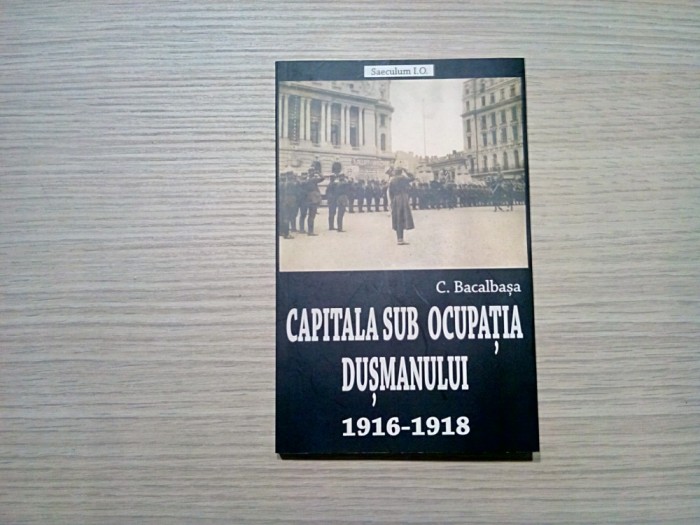 Saeculum I.O.
C. Bacalbașa
CAPITALA SUB OCUPAȚIA
DUȘMANULUI
1916-1918